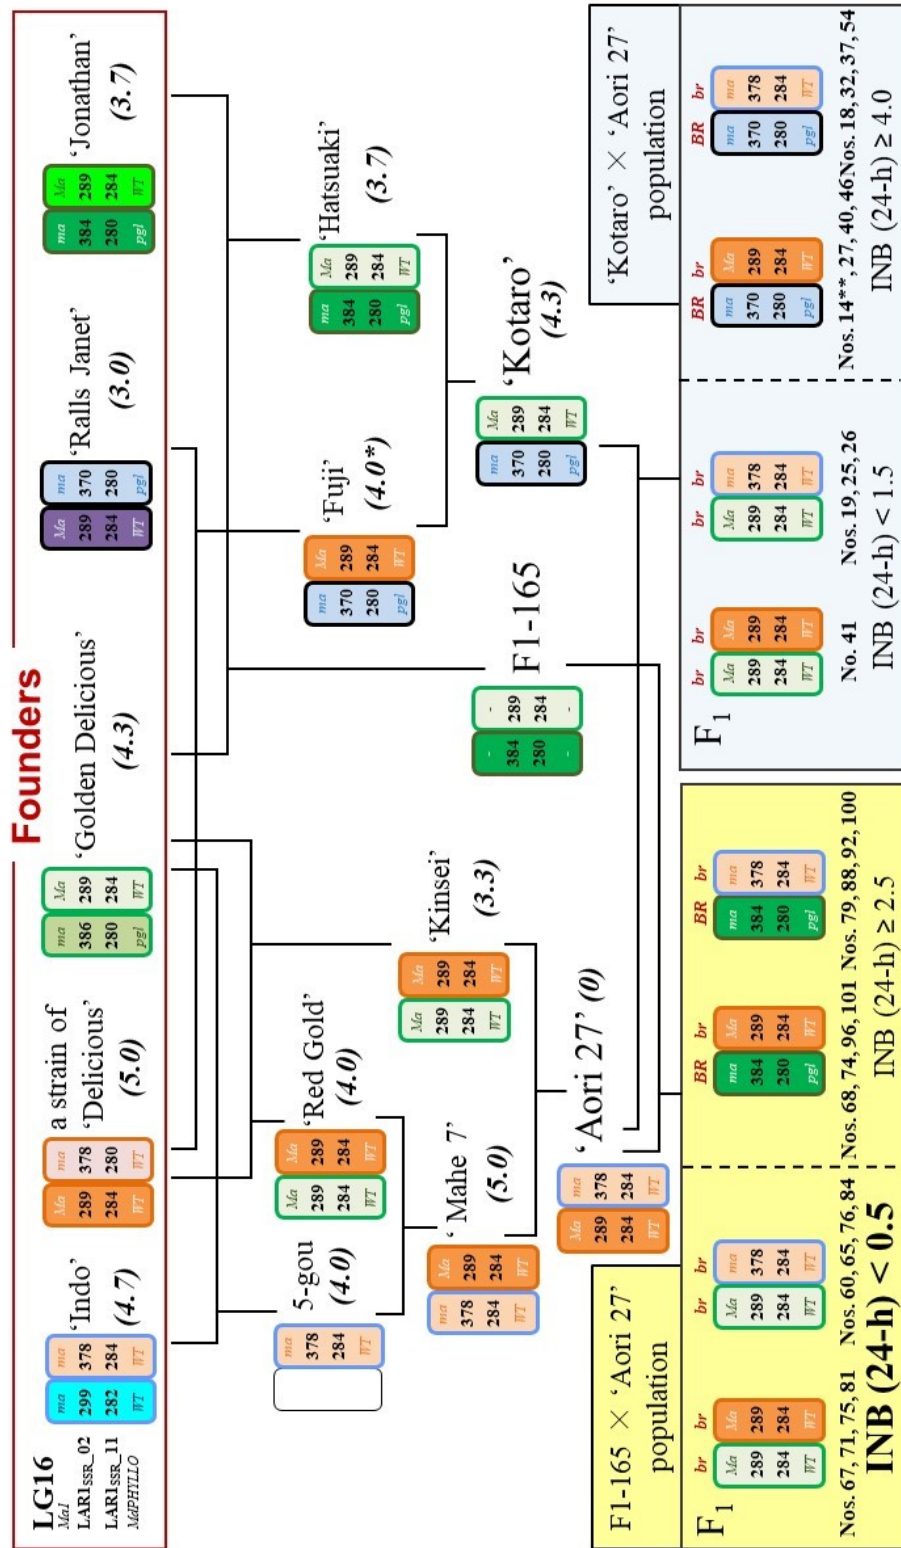 Founders
LG16
Ma1
LAR1SSR_02
LAR1SSR_11
MdPHYLLO
ma
299
282
WT
ma
378
284
WT
'Indo'
(4.7)
Ma
289
284
WT
ma
378
280
WT
a strain of
'Delicious'
(5.0)
ma
386
280
pgl
Ma
289
284
WT
'Golden Delicious'
(4.3)
Ma
289
284
WT
ma
370
280
pgl
'Ralls Janet'
(3.0)
ma
384
280
pgl
Ma
289
284
WT
'Jonathan'
(3.7)
ma
378
284
WT
5-gou
(4.0)
Ma
289
284
WT
Ma
289
284
WT
'Red Gold'
(4.0)
ma
370
280
pgl
Ma
289
284
WT
'Fuji'
(4.0*)
ma
384
280
pgl
Ma
289
284
WT
'Hatsuaki'
(3.7)
ma
378
284
WT
Ma
289
284
WT
'Mahe 7'
(5.0)
Ma
289
284
WT
Ma
289
284
WT
'Kinsei'
(3.3)
-
384
280
-
-
289
284
-
F1-165
ma
370
280
pgl
Ma
289
284
WT
'Kotaro'
(4.3)
Ma
289
284
WT
ma
378
284
WT
'Aori 27' (0)
F1-165 × 'Aori 27'
population
F1
br br
Ma
289
284
WT
Ma
289
284
WT
Nos. 67, 71, 75, 81
br br
Ma
289
284
WT
ma
378
284
WT
Nos. 60, 65, 76, 84
INB (24-h) < 0.5
BR br
ma
384
280
pgl
Ma
289
284
WT
Nos. 68, 74, 96, 101
BR br
ma
384
280
pgl
ma
378
284
WT
Nos. 79, 88, 92, 100
INB (24-h) ≥ 2.5
'Kotaro' × 'Aori 27'
population
F1
br br
Ma
289
284
WT
Ma
289
284
WT
No. 41
br br
Ma
289
284
WT
ma
378
284
WT
Nos. 19, 25, 26
INB (24-h) < 1.5
BR br
ma
370
280
pgl
Ma
289
284
WT
Nos. 14**, 27, 40, 46
BR br
ma
370
280
pgl
ma
378
284
WT
Nos. 18, 32, 37, 54
INB (24-h) ≥ 4.0